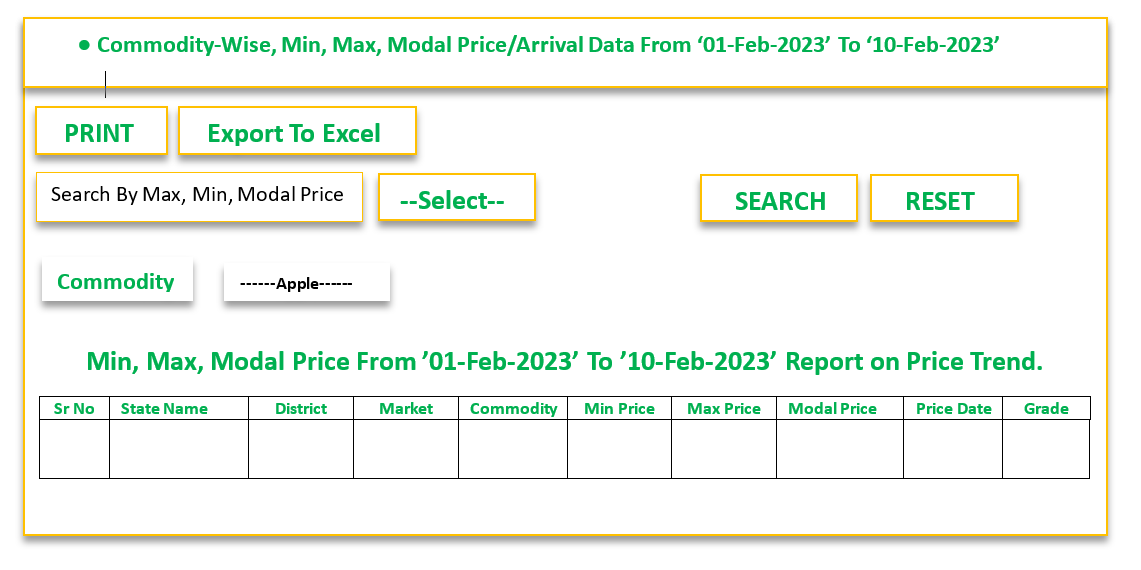 • Commodity-Wise, Min, Max, Modal Price/Arrival Data From ‘01-Feb-2023’ To ‘10-Feb-2023’
PRINT Export To Excel
Search By Max, Min, Modal Price --Select-- SEARCH RESET
Commodity ------Apple------
Min, Max, Modal Price From ’01-Feb-2023’ To ’10-Feb-2023’ Report on Price Trend.
Sr No State Name District Market Commodity Min Price Max Price Modal Price Price Date Grade